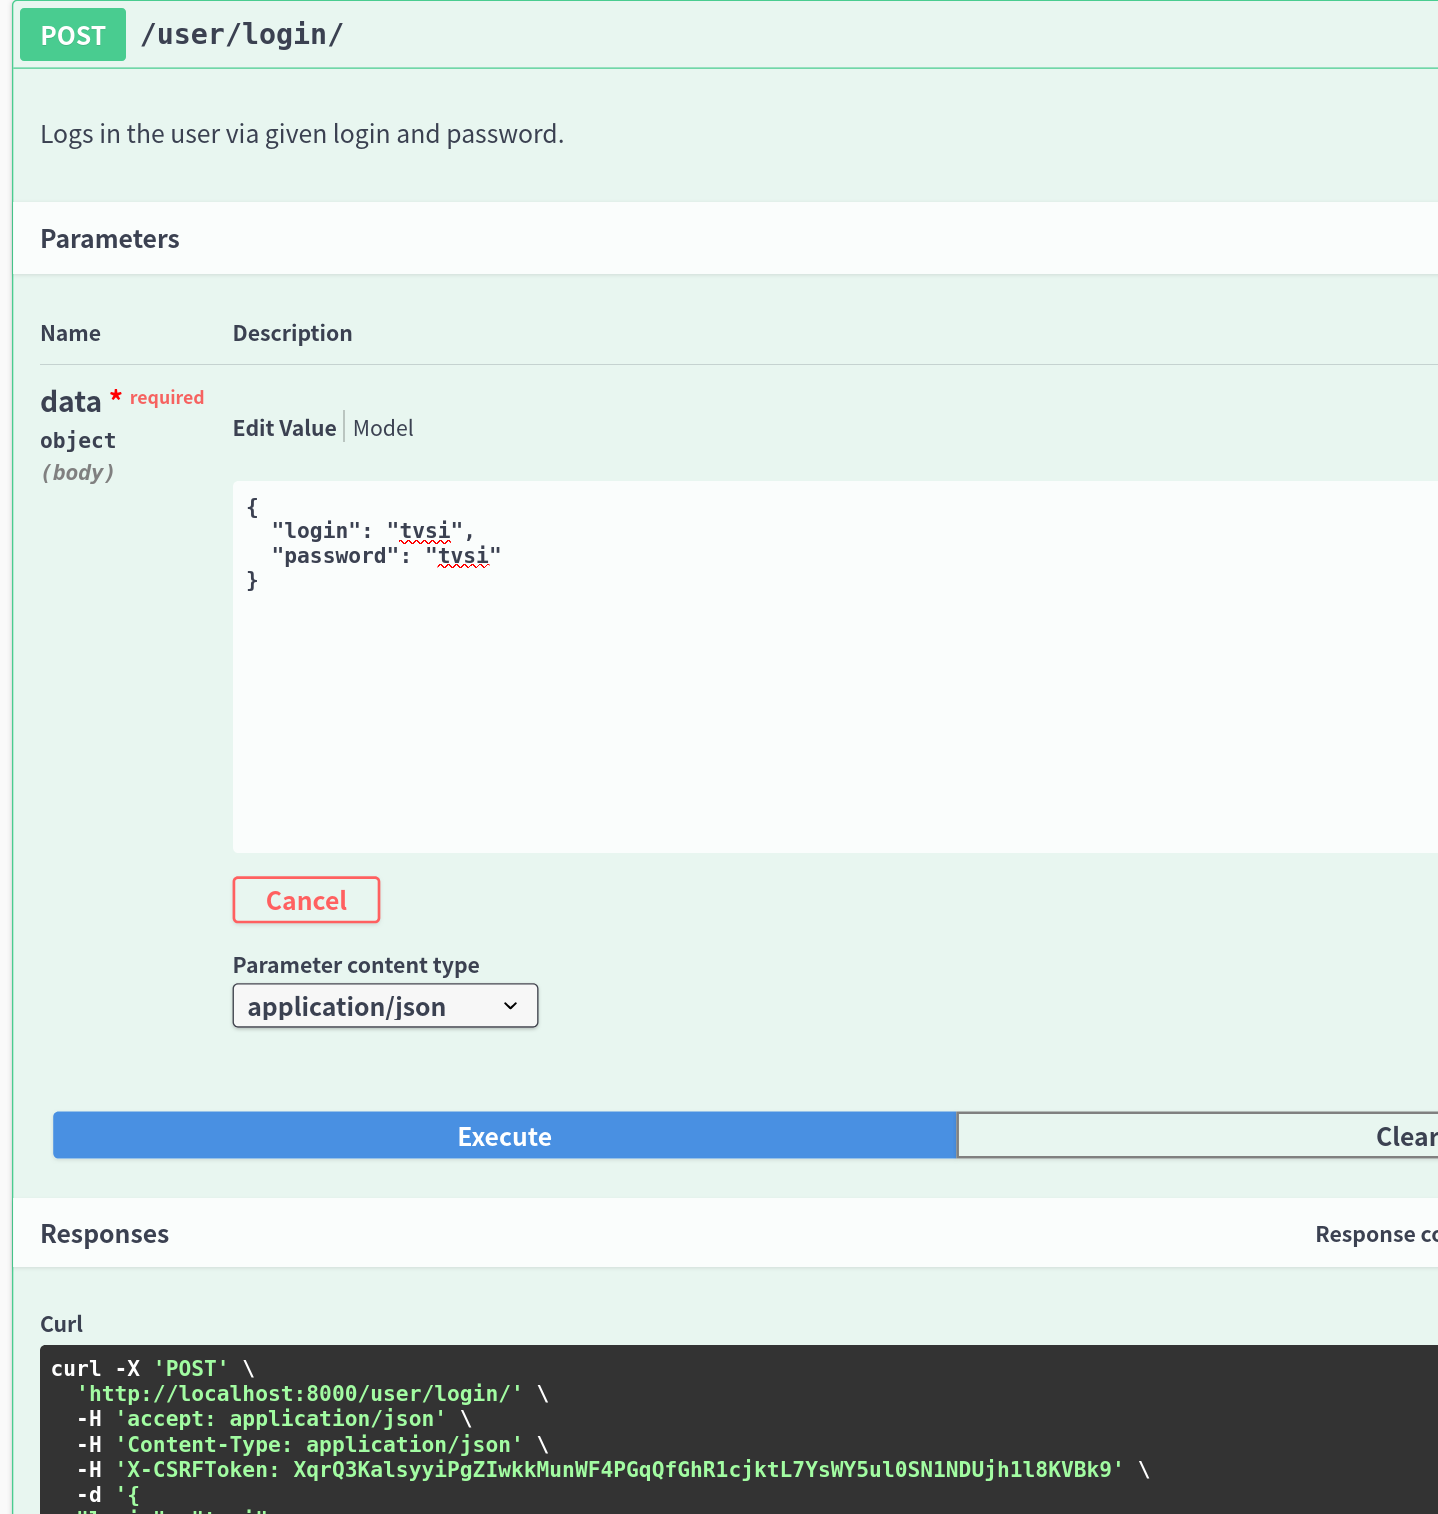 POST /user/login/
Logs in the user via given login and password.
Parameters
Name Description
data * required
object
(body)
Edit Value Model
{
"login": "tvsi",
"password": "tvsi"
}
Cancel
Parameter content type
application/json
Execute Clear
Responses Response
Curl
curl -X 'POST' \
'http://localhost:8000/user/login/' \
-H 'accept: application/json' \
-H 'Content-Type: application/json' \
-H 'X-CSRFToken: XqrQ3KalsyyiPgZIwkkMunWF4PGqQfGhR1cjktL7YsWY5ul0SN1NDUjh1l8KVBk9' \
-d '{